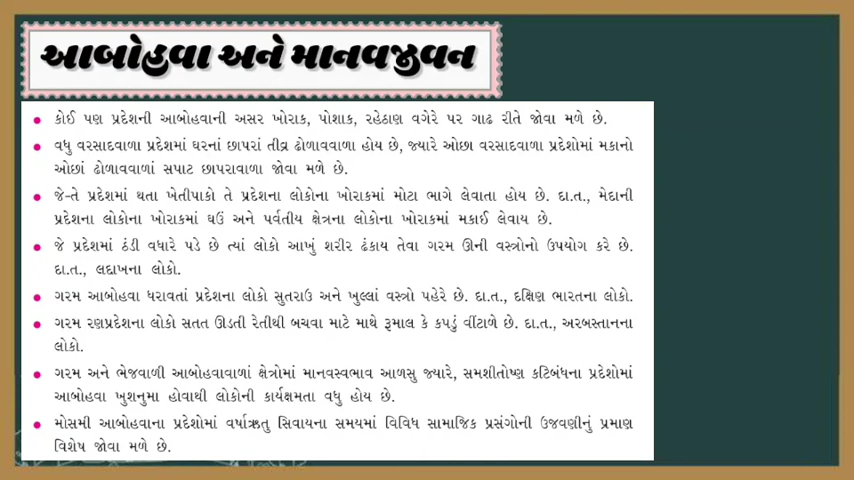 આબોહવા અને માનવજીવન
• કોઈ પણ પ્રદેશની આબોહવાની અસર ખોરાક, પોશાક, રહેઠાણ વગેરે પર ગાઢ રીતે જોવા મળે છે.
• વધુ વરસાદવાળા પ્રદેશમાં ઘરનાં છાપરાં તીવ્ર ઢોળાવવાળા હોય છે, જ્યારે ઓછા વરસાદવાળા પ્રદેશોમાં મકાનો
ઓછાં ઢોળાવવાળાં સપાટ છાપરાવાળા જોવા મળે છે.
• જે-તે પ્રદેશમાં થતા ખેતીપાકો તે પ્રદેશના લોકોના ખોરાકમાં મોટા ભાગે લેવાતા હોય છે. દા.ત., મેદાની
પ્રદેશના લોકોના ખોરાકમાં ઘઉં અને પર્વતીય ક્ષેત્રના લોકોના ખોરાકમાં મકાઈ લેવાય છે.
• જે પ્રદેશમાં ઠંડી વધારે પડે છે ત્યાં લોકો આખું શરીર ઢંકાય તેવા ગરમ ઊની વસ્ત્રોનો ઉપયોગ કરે છે.
દા.ત., લદાખના લોકો.
• ગરમ આબોહવા ધરાવતાં પ્રદેશના લોકો સુતરાઉ અને ખુલ્લાં વસ્ત્રો પહેરે છે. દા.ત., દક્ષિણ ભારતના લોકો.
• ગરમ રણપ્રદેશના લોકો સતત ઊડતી રેતીથી બચવા માટે માથે રૂમાલ કે કપડું વીંટાળે છે. દા.ત., અરબસ્તાનના
લોકો.
• ગરમ અને ભેજવાળી આબોહવાવાળાં ક્ષેત્રોમાં માનવસ્વભાવ આળસુ જ્યારે, સમશીતોષ્ણ કટિબંધના પ્રદેશોમાં
આબોહવા ખુશનુમા હોવાથી લોકોની કાર્યક્ષમતા વધુ હોય છે.
• મોસમી આબોહવાના પ્રદેશોમાં વર્ષાઋતુ સિવાયના સમયમાં વિવિધ સામાજિક પ્રસંગોની ઉજવણીનું પ્રમાણ
વિશેષ જોવા મળે છે.